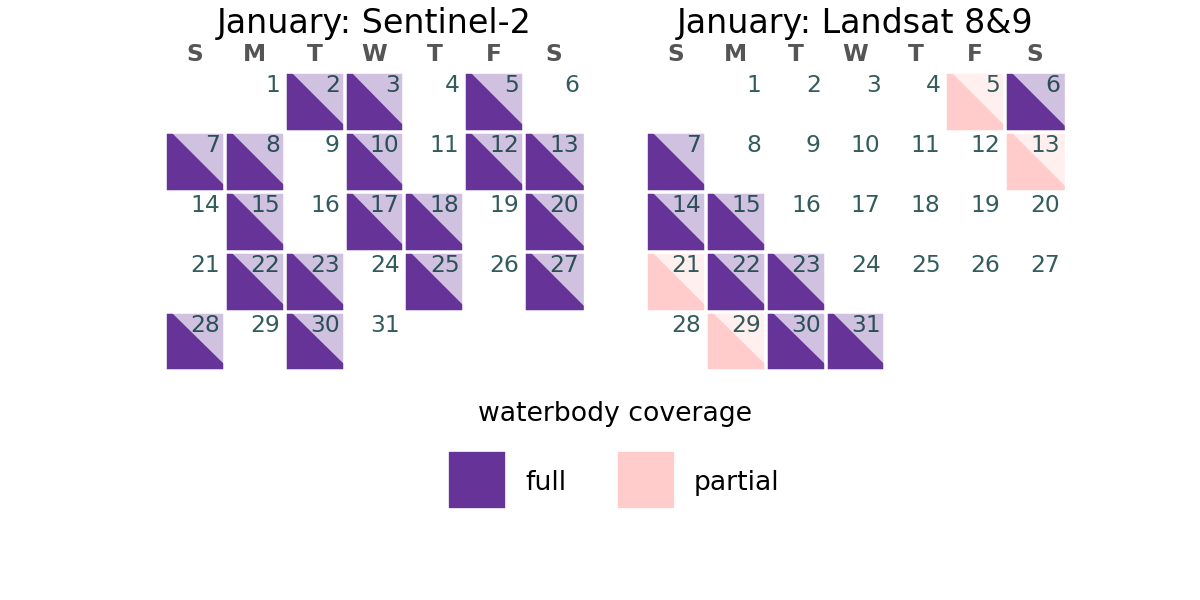 January: Sentinel-2
S M T W T F S
1 2 3 4 5 6
7 8 9 10 11 12 13
14 15 16 17 18 19 20
21 22 23 24 25 26 27
28 29 30 31
January: Landsat 8&9
S M T W T F S
1 2 3 4 5 6
7 8 9 10 11 12 13
14 15 16 17 18 19 20
21 22 23 24 25 26 27
28 29 30 31
waterbody coverage
full partial